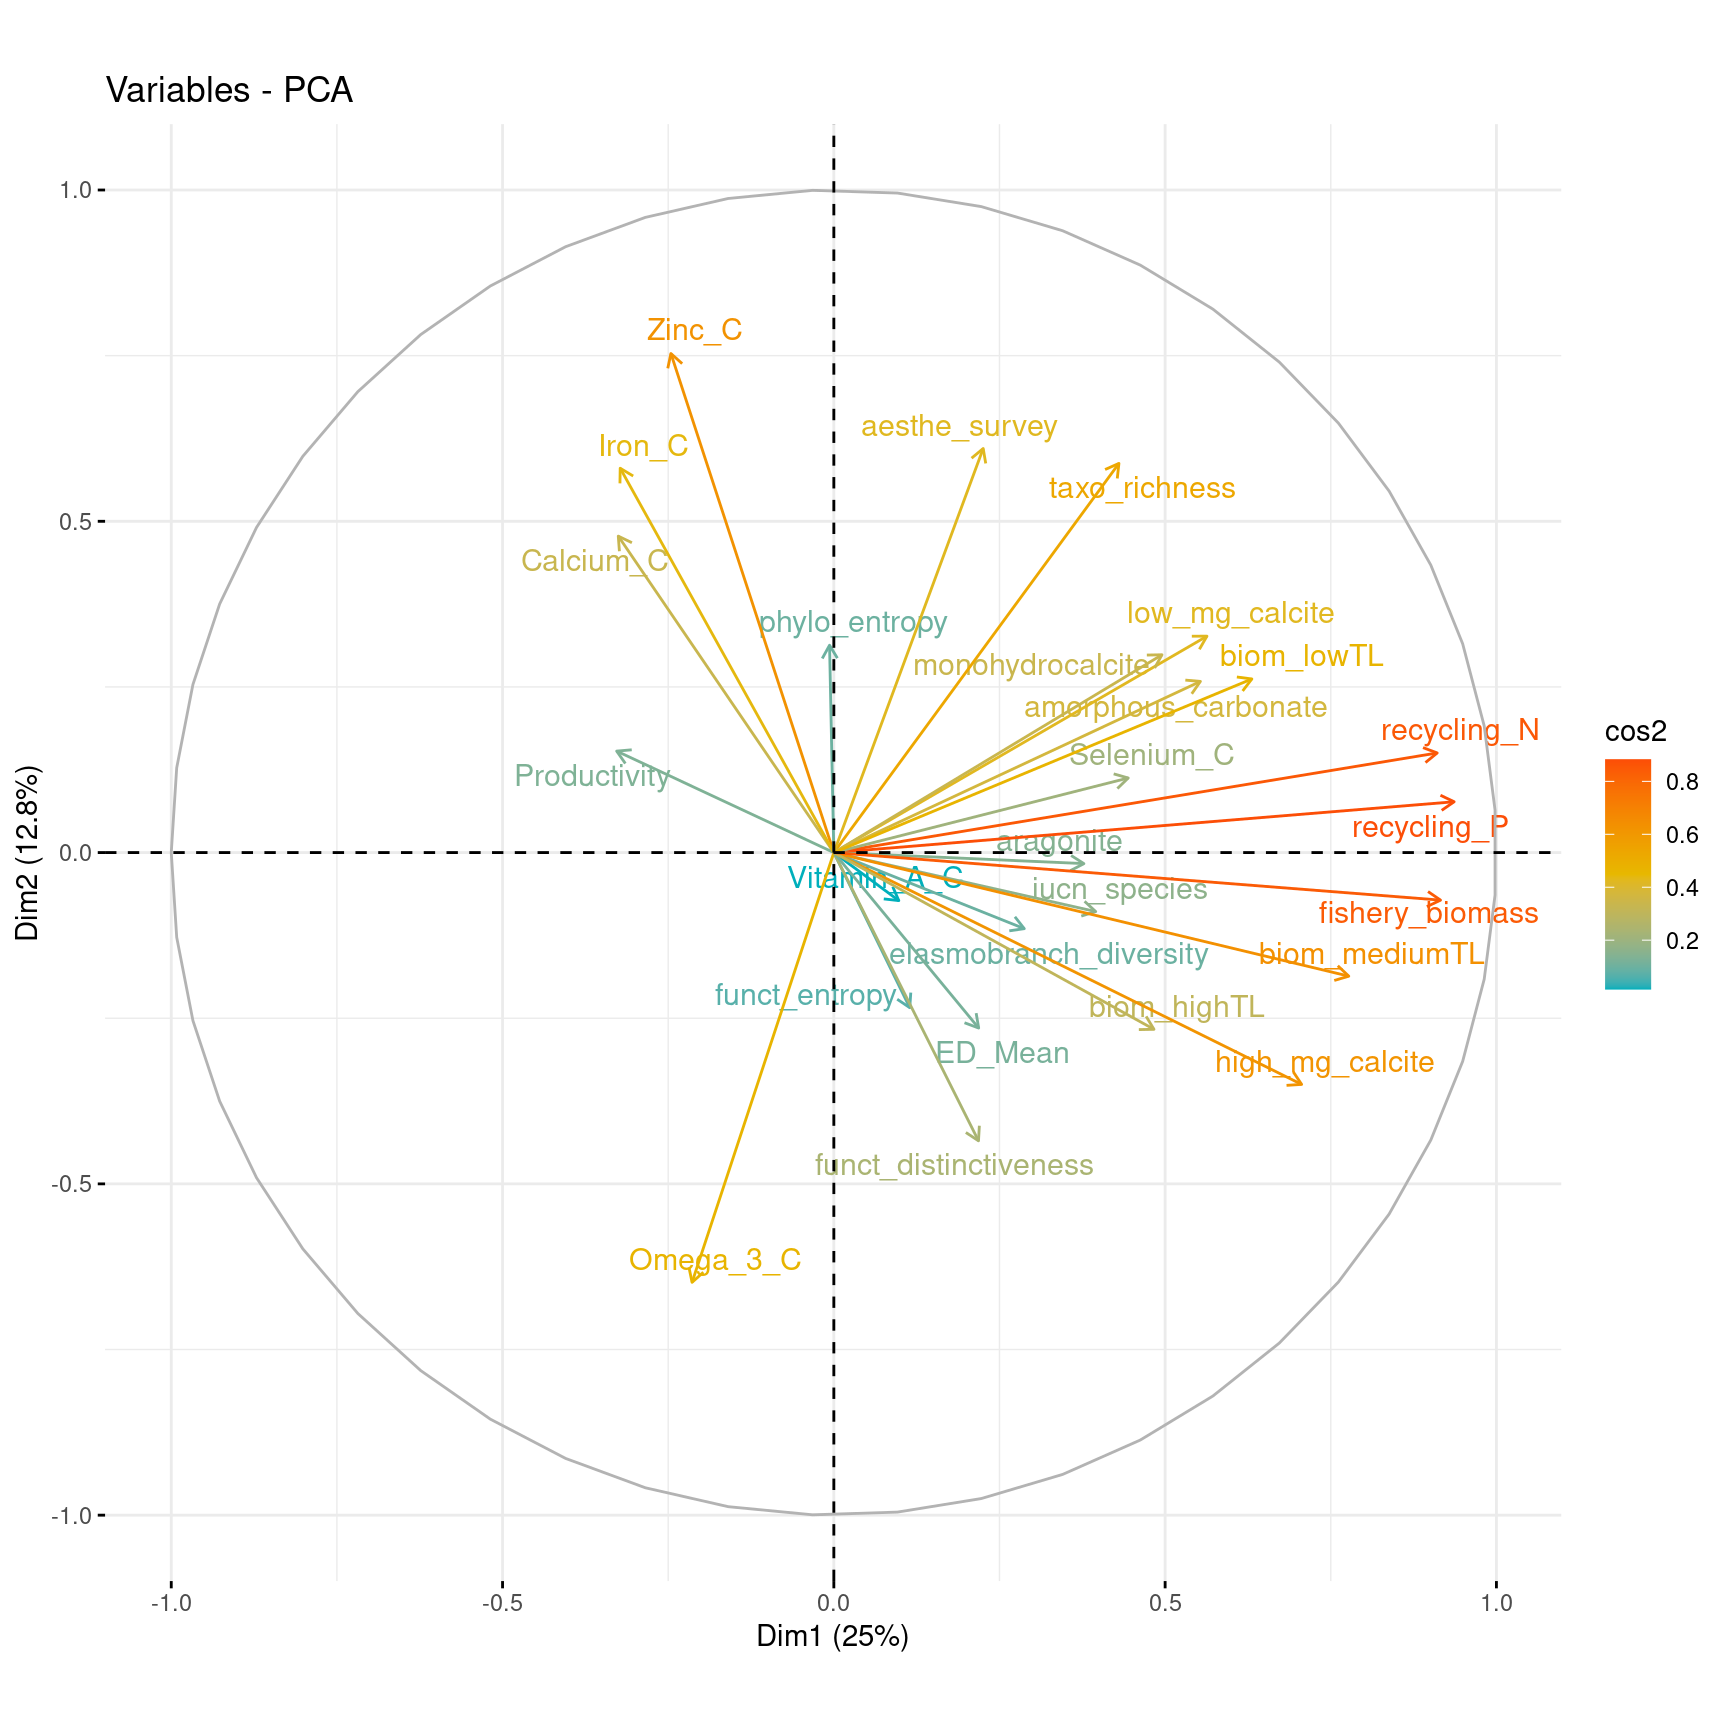 Variables - PCA
1.0
0.5
0.0
-0.5
-1.0
Dim2 (12.8%)
Zinc_C
aesthe_survey
Iron_C
taxo_richness
Calcium_C
low_mg_calcite
phylo_entropy
biom_lowTL
monohydrocalcite
amorphous_carbonate
recycling_N
Selenium_C
Productivity
recycling_P
aragonite
Vitamin_A_C
iucn_species
fishery_biomass
elasmobranch_diversity
biom_mediumTL
funct_entropy
biom_highTL
ED_Mean
high_mg_calcite
funct_distinctiveness
Omega_3_C
-1.0
-0.5
0.0
0.5
1.0
Dim1 (25%)
cos2
0.8
0.6
0.4
0.2